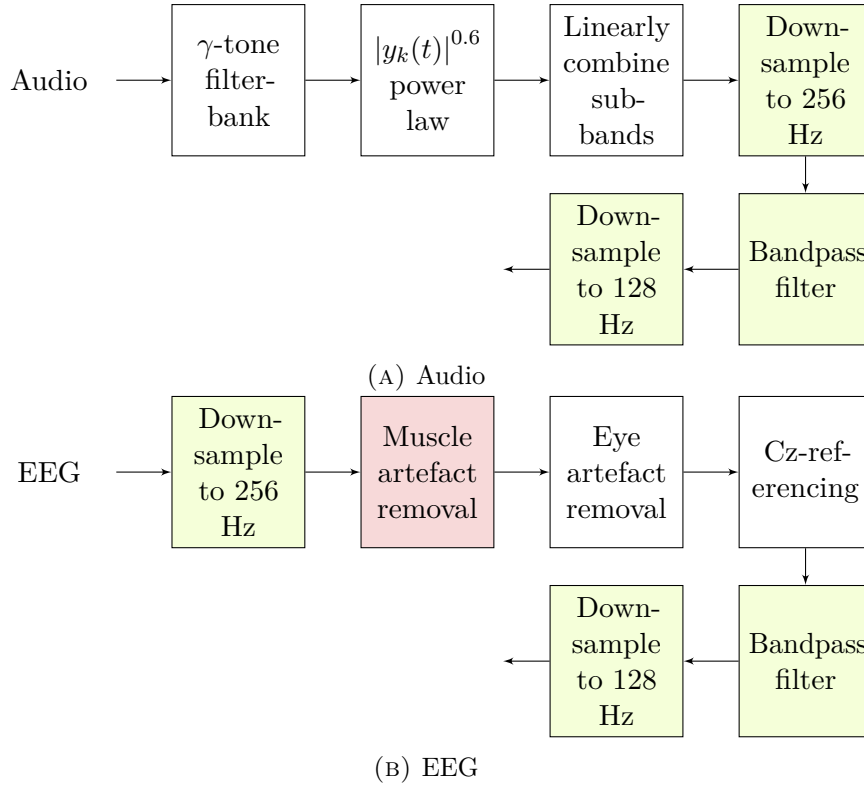 Audio
γ-tone
filter-
bank
|y_k(t)|^0.6
power
law
Linearly
combine
sub-
bands
Down-
sample
to 256
Hz
Down-
sample
to 128
Hz
Bandpass
filter
(A) Audio
EEG
Down-
sample
to 256
Hz
Muscle
artefact
removal
Eye
artefact
removal
Cz-ref-
erencing
Down-
sample
to 128
Hz
Bandpass
filter
(B) EEG